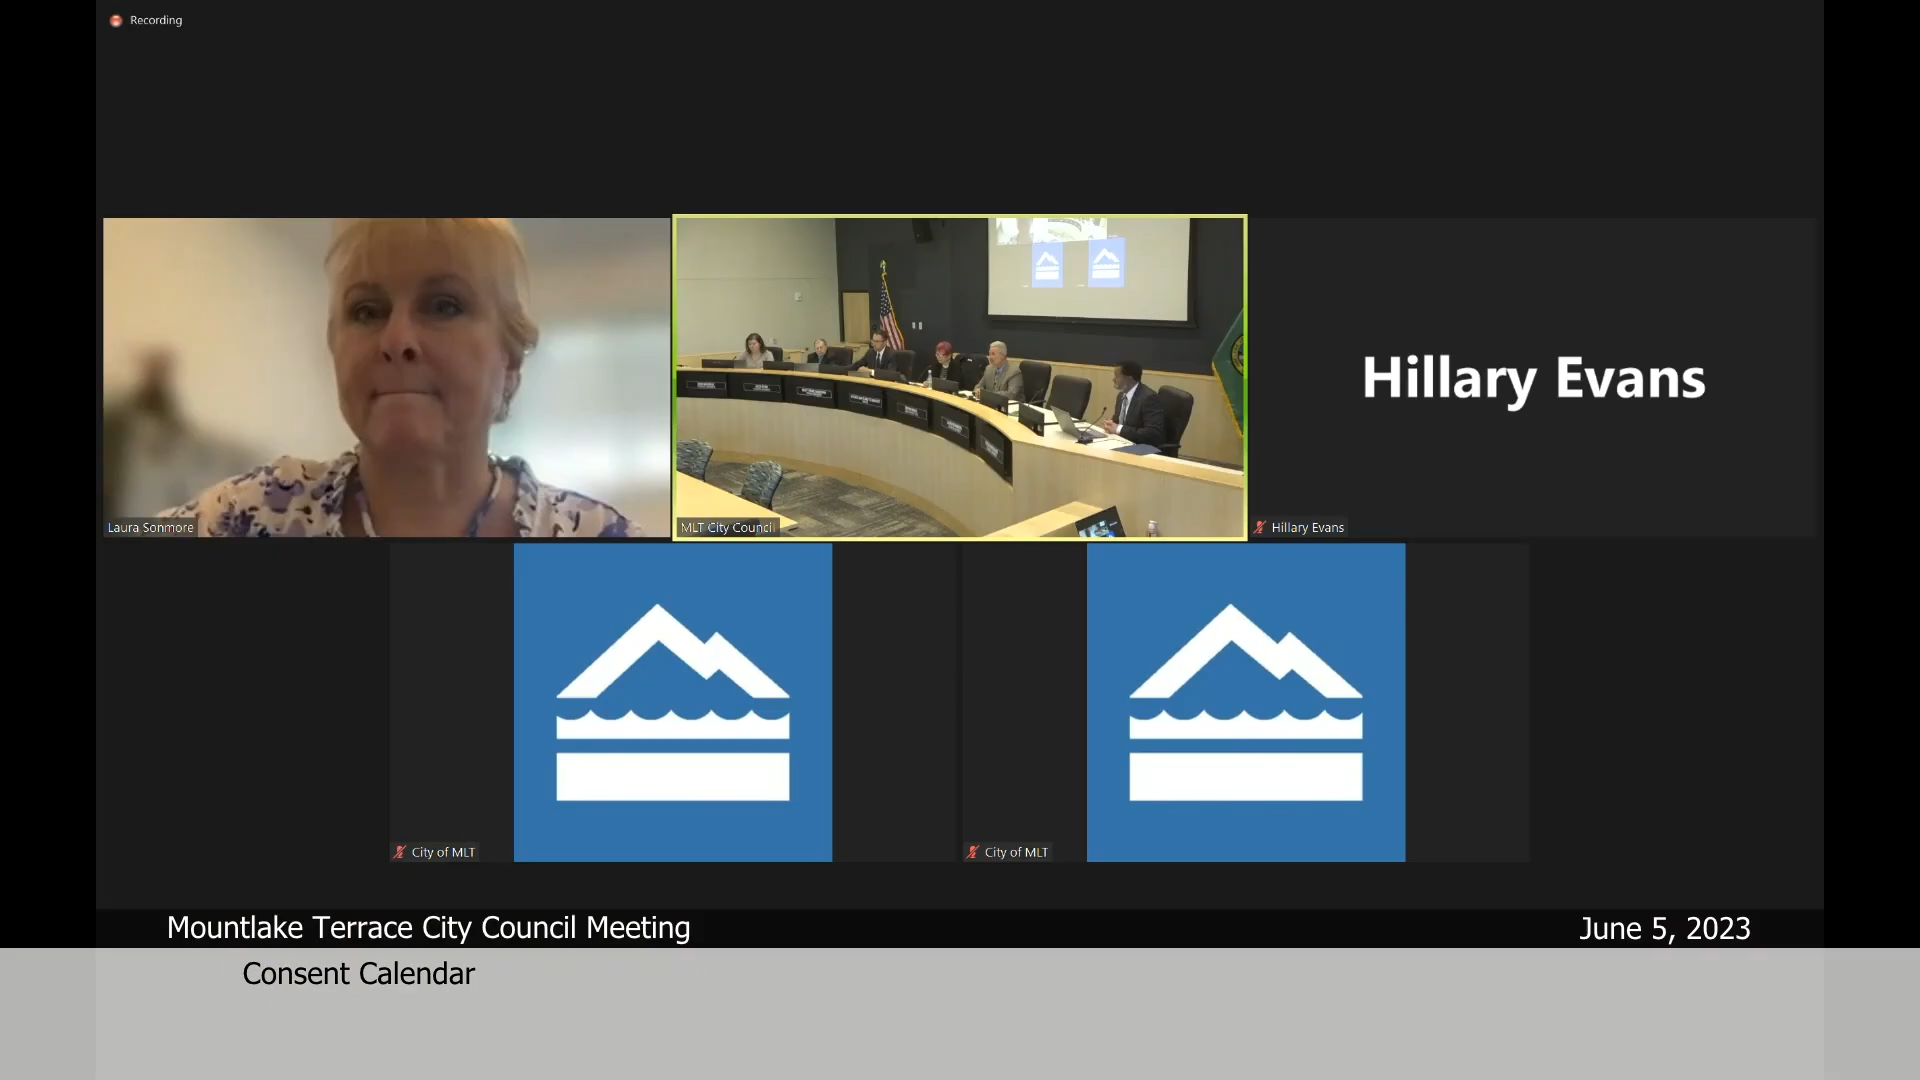 Recording
Hillary Evans
Laura Sonmore
MLT City Council
Hillary Evans
City of MLT
City of MLT
Mountlake Terrace City Council Meeting
June 5, 2023
Consent Calendar